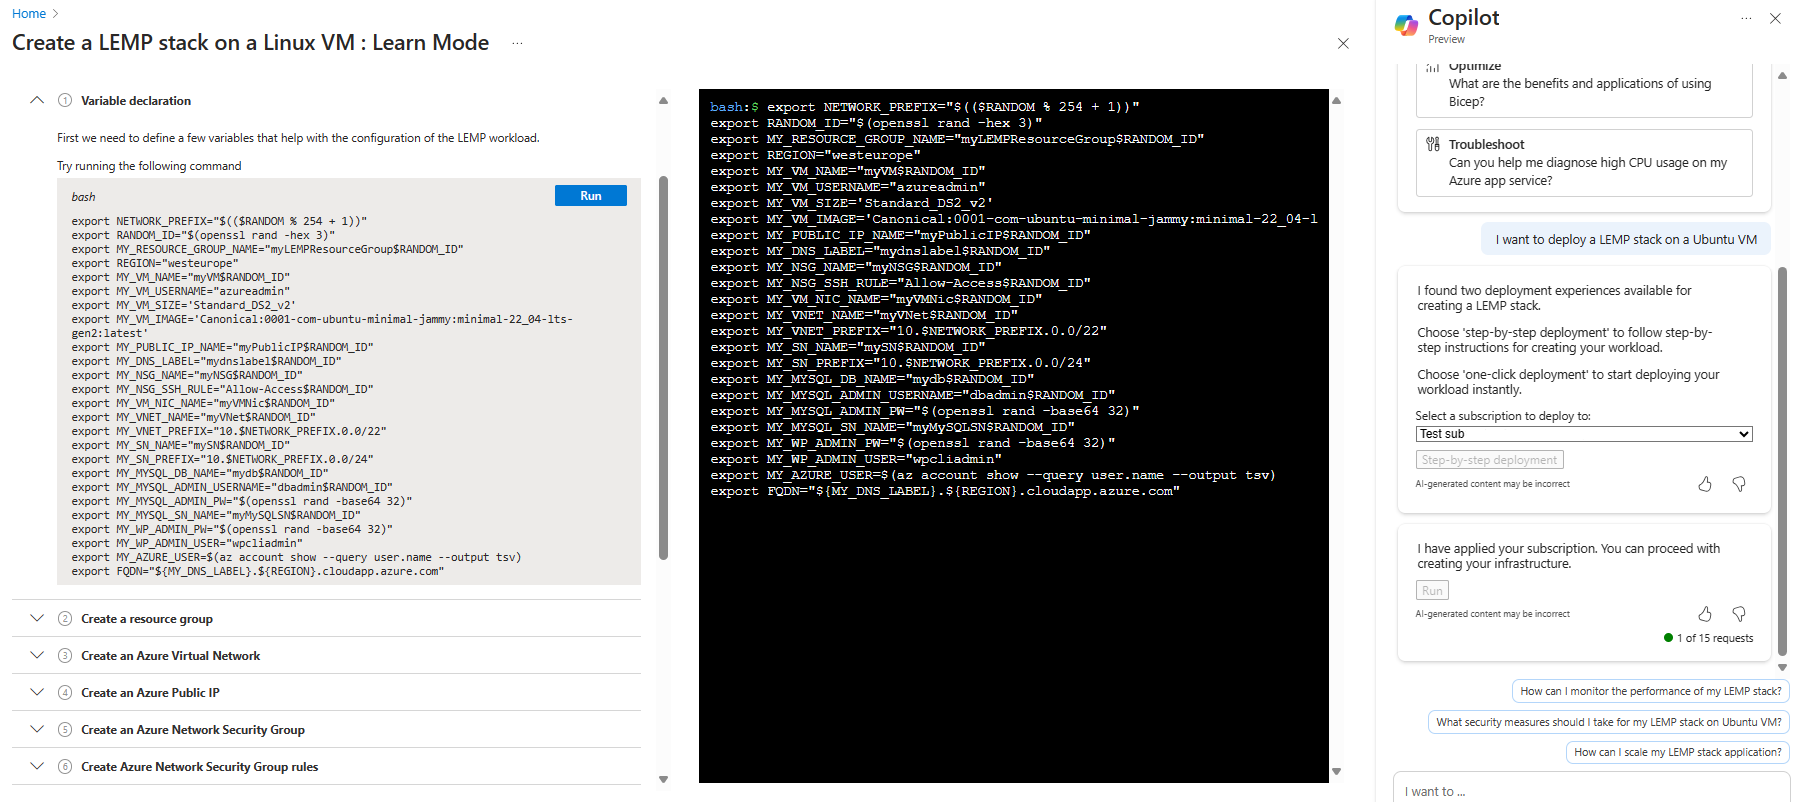 Home
Create a LEMP stack on a Linux VM : Learn Mode ...
1 Variable declaration
First we need to define a few variables that help with the configuration of the LEMP workload.
Try running the following command
bash
Run
export NETWORK_PREFIX="$(($RANDOM % 254 + 1))"
export RANDOM_ID="$(openssl rand -hex 3)"
export MY_RESOURCE_GROUP_NAME="myLEMPResourceGroup$RANDOM_ID"
export REGION="westeurope"
export MY_VM_NAME="myVM$RANDOM_ID"
export MY_VM_USERNAME="azureadmin"
export MY_VM_SIZE='Standard_DS2_v2'
export MY_VM_IMAGE='Canonical:0001-com-ubuntu-minimal-jammy:minimal-22_04-lts-
gen2:latest'
export MY_PUBLIC_IP_NAME="myPublicIP$RANDOM_ID"
export MY_DNS_LABEL="mydnslabel$RANDOM_ID"
export MY_NSG_NAME="myNSG$RANDOM_ID"
export MY_NSG_SSH_RULE="Allow-Access$RANDOM_ID"
export MY_VM_NIC_NAME="myVMNic$RANDOM_ID"
export MY_VNET_NAME="myVNet$RANDOM_ID"
export MY_VNET_PREFIX="10.$NETWORK_PREFIX.0.0/22"
export MY_SN_NAME="mySN$RANDOM_ID"
export MY_SN_PREFIX="10.$NETWORK_PREFIX.0.0/24"
export MY_MYSQL_DB_NAME="mydb$RANDOM_ID"
export MY_MYSQL_ADMIN_USERNAME="dbadmin$RANDOM_ID"
export MY_MYSQL_ADMIN_PW="$(openssl rand -base64 32)"
export MY_MYSQL_SN_NAME="myMySQLSN$RANDOM_ID"
export MY_WP_ADMIN_PW="$(openssl rand -base64 32)"
export MY_WP_ADMIN_USER="wpcliadmin"
export MY_AZURE_USER=$(az account show --query user.name --output tsv)
export FQDN="${MY_DNS_LABEL}.${REGION}.cloudapp.azure.com"
2 Create a resource group
3 Create an Azure Virtual Network
4 Create an Azure Public IP
5 Create an Azure Network Security Group
6 Create Azure Network Security Group rules
bash:$ export NETWORK_PREFIX="$(($RANDOM % 254 + 1))"
export RANDOM_ID="$(openssl rand -hex 3)"
export MY_RESOURCE_GROUP_NAME="myLEMPResourceGroup$RANDOM_ID"
export REGION="westeurope"
export MY_VM_NAME="myVM$RANDOM_ID"
export MY_VM_USERNAME="azureadmin"
export MY_VM_SIZE='Standard_DS2_v2'
export MY_VM_IMAGE='Canonical:0001-com-ubuntu-minimal-jammy:minimal-22_04-l
export MY_PUBLIC_IP_NAME="myPublicIP$RANDOM_ID"
export MY_DNS_LABEL="mydnslabel$RANDOM_ID"
export MY_NSG_NAME="myNSG$RANDOM_ID"
export MY_NSG_SSH_RULE="Allow-Access$RANDOM_ID"
export MY_VM_NIC_NAME="myVMNic$RANDOM_ID"
export MY_VNET_NAME="myVNet$RANDOM_ID"
export MY_VNET_PREFIX="10.$NETWORK_PREFIX.0.0/22"
export MY_SN_NAME="mySN$RANDOM_ID"
export MY_SN_PREFIX="10.$NETWORK_PREFIX.0.0/24"
export MY_MYSQL_DB_NAME="mydb$RANDOM_ID"
export MY_MYSQL_ADMIN_USERNAME="dbadmin$RANDOM_ID"
export MY_MYSQL_ADMIN_PW="$(openssl rand -base64 32)"
export MY_MYSQL_SN_NAME="myMySQLSN$RANDOM_ID"
export MY_WP_ADMIN_PW="$(openssl rand -base64 32)"
export MY_WP_ADMIN_USER="wpcliadmin"
export MY_AZURE_USER=$(az account show --query user.name --output tsv)
export FQDN="${MY_DNS_LABEL}.${REGION}.cloudapp.azure.com"
Copilot
Preview
Optimize
What are the benefits and applications of using
Bicep?
Troubleshoot
Can you help me diagnose high CPU usage on my
Azure app service?
I want to deploy a LEMP stack on a Ubuntu VM
I found two deployment experiences available for
creating a LEMP stack.
Choose 'step-by-step deployment' to follow step-by-
step instructions for creating your workload.
Choose 'one-click deployment' to start deploying your
workload instantly.
Select a subscription to deploy to:
Test sub
Step-by-step deployment
AI-generated content may be incorrect
I have applied your subscription. You can proceed with
creating your infrastructure.
Run
AI-generated content may be incorrect
1 of 15 requests
How can I monitor the performance of my LEMP stack?
What security measures should I take for my LEMP stack on Ubuntu VM?
How can I scale my LEMP stack application?
I want to ...